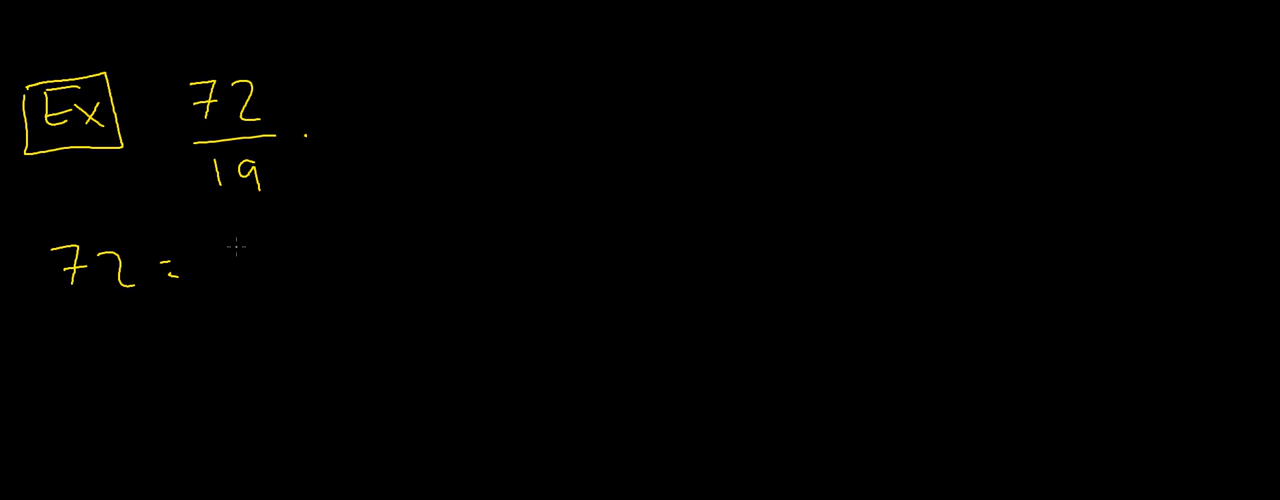 Ex 72/19 .
72 =